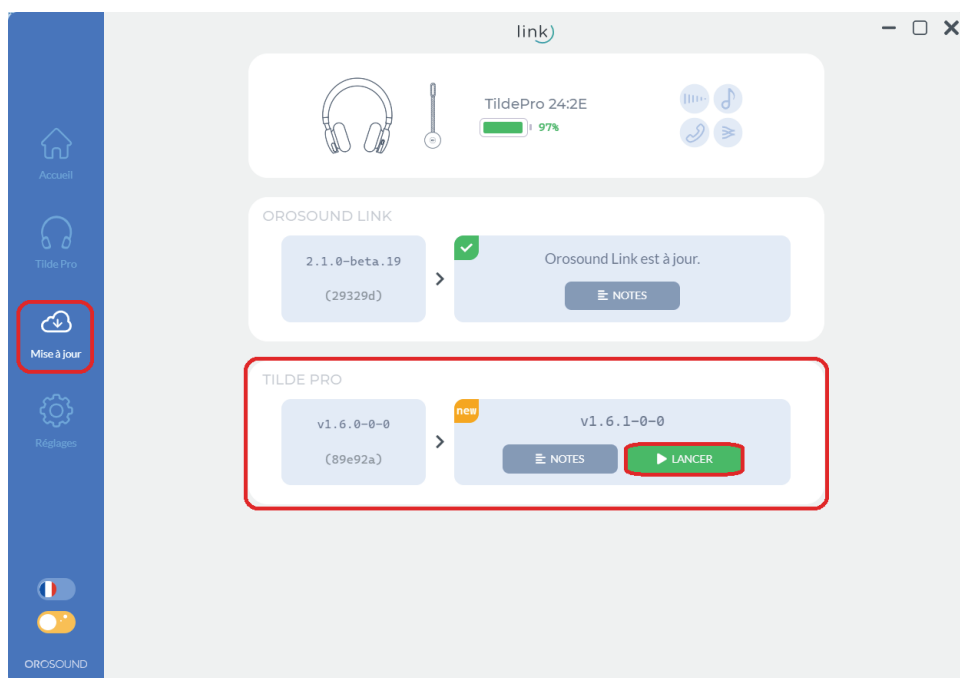 link)
TildePro 24:2E
97%
Accueil
Tilde Pro
Mise à jour
Réglages
OROSOUND
OROSOUND LINK
2.1.0-beta.19
(29329d)
Orosound Link est à jour.
NOTES
TILDE PRO
v1.6.0-0-0
(89e92a)
new
v1.6.1-0-0
NOTES
LANCER